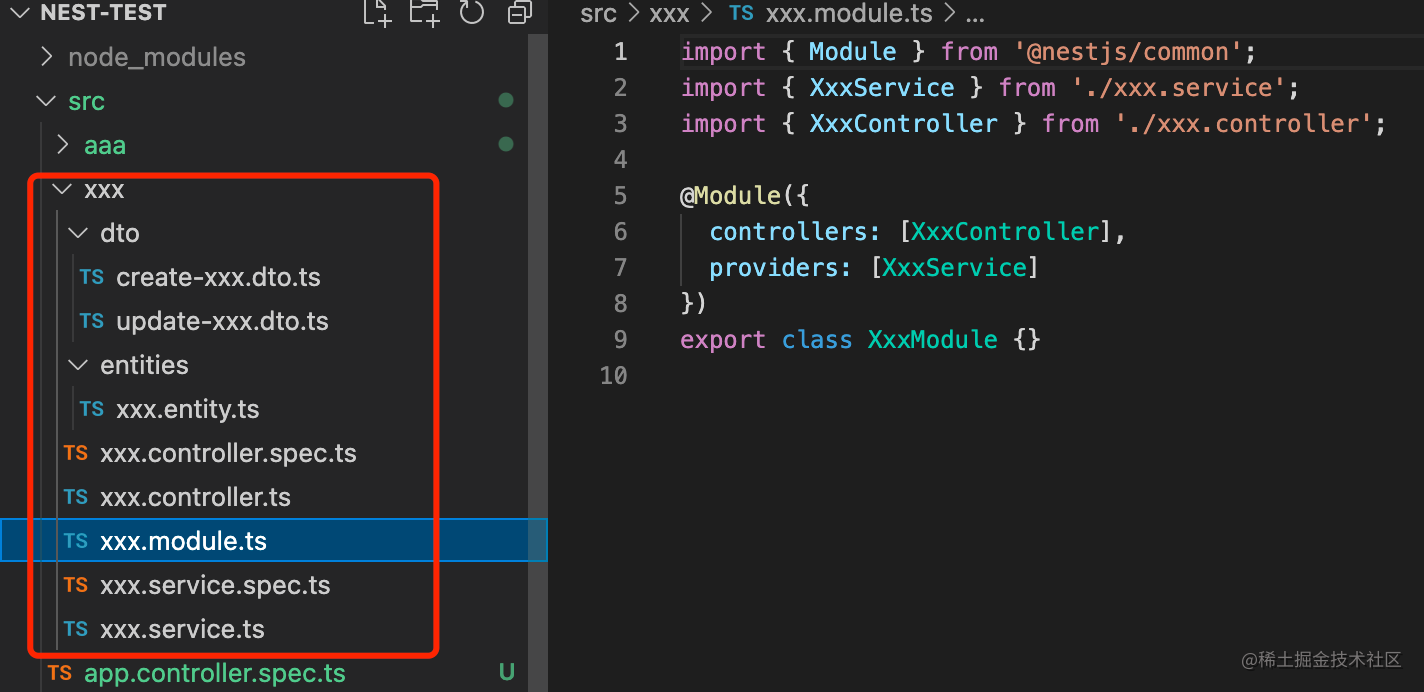 NEST-TEST
node_modules
src
aaa
xxx
dto
TS create-xxx.dto.ts
TS update-xxx.dto.ts
entities
TS xxx.entity.ts
TS xxx.controller.spec.ts
TS xxx.controller.ts
TS xxx.module.ts
TS xxx.service.spec.ts
TS xxx.service.ts
TS app.controller.spec.ts U
src > xxx > TS xxx.module.ts > ...
1 import { Module } from '@nestjs/common';
2 import { XxxService } from './xxx.service';
3 import { XxxController } from './xxx.controller';
4
5 @Module({
6   controllers: [XxxController],
7   providers: [XxxService]
8 })
9 export class XxxModule {}
10
@稀土掘金技术社区